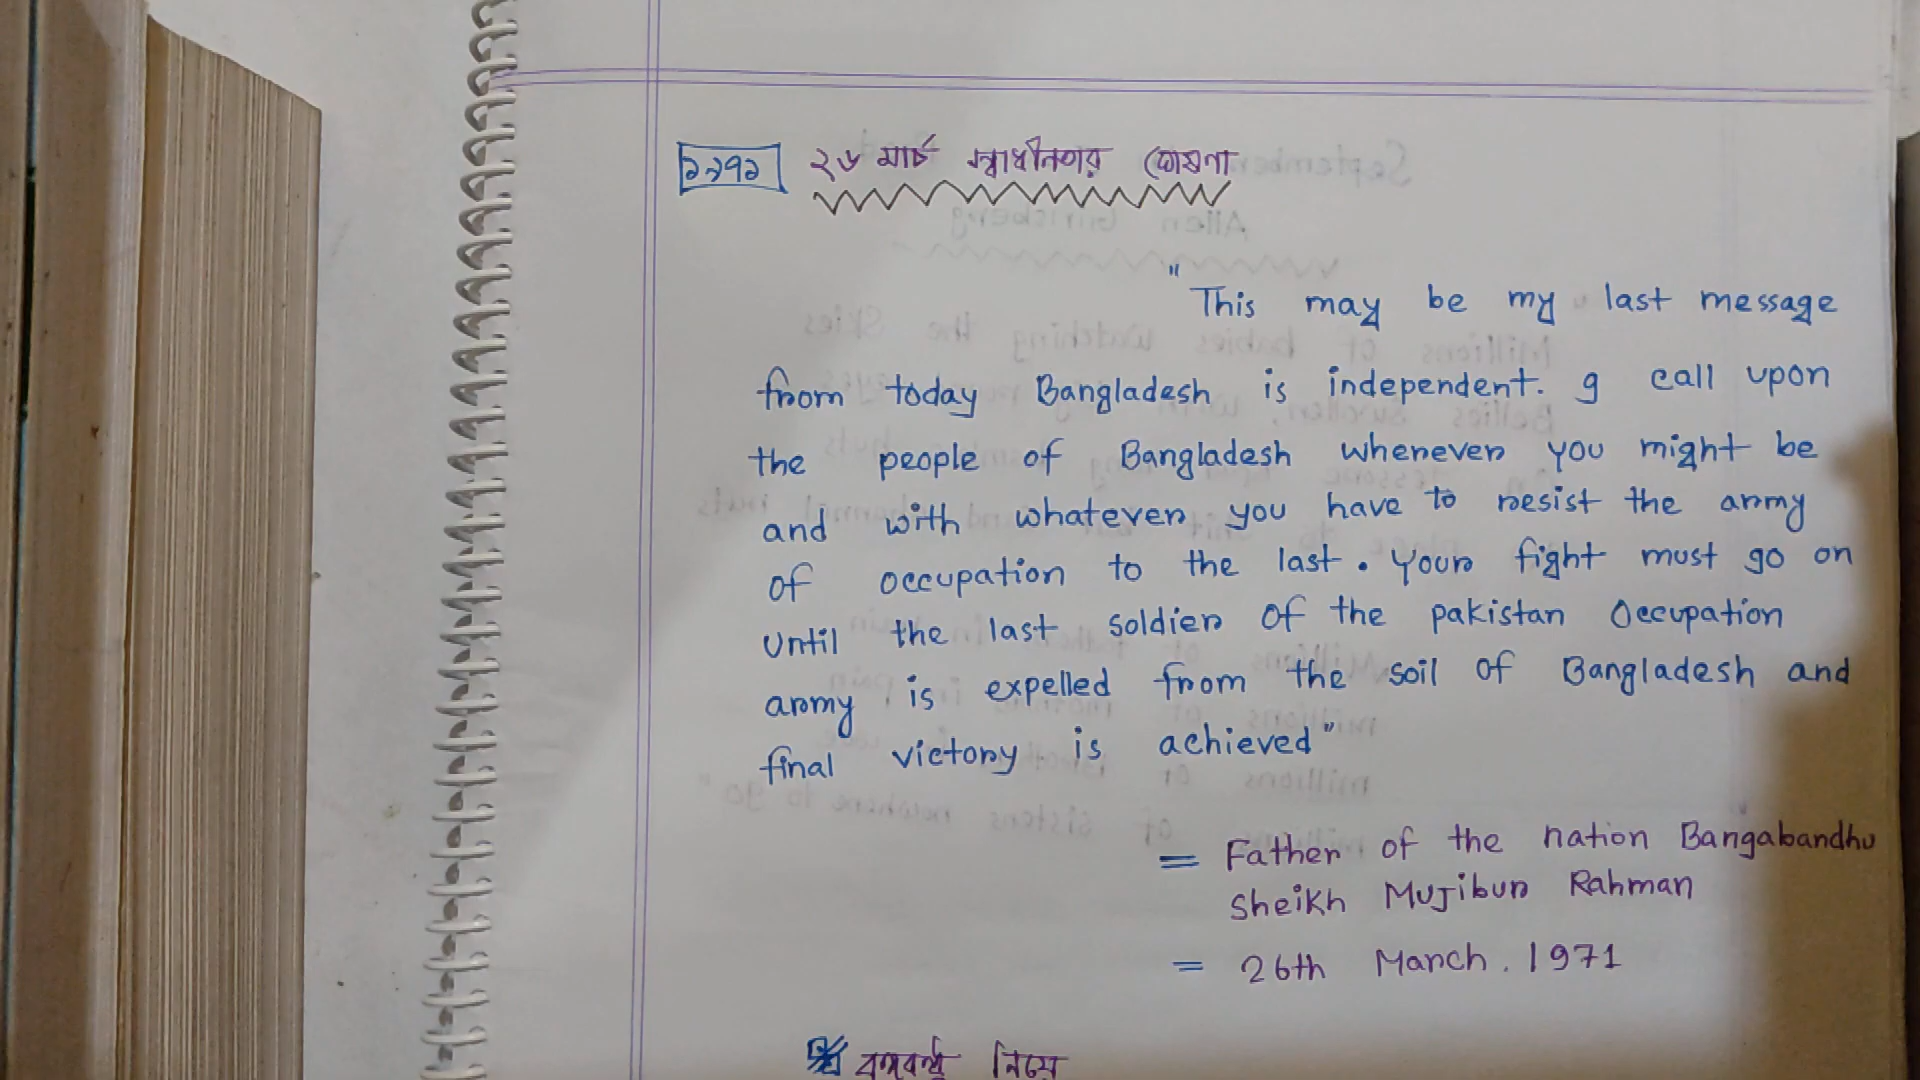 ১৯৭১ ২৬ মার্চ স্বাধীনতার ঘোষনা
"This may be my last message
from today Bangladesh is independent. I call upon
the people of Bangladesh wherever you might be
and with whatever you have to resist the army
of occupation to the last. Your fight must go on
until the last soldier of the pakistan Occupation
army is expelled from the soil of Bangladesh and
final victory is achieved"
= Father of the nation Bangabandhu
Sheikh Mujibur Rahman
= 26th March. 1971
বঙ্গবন্ধু নিয়ে